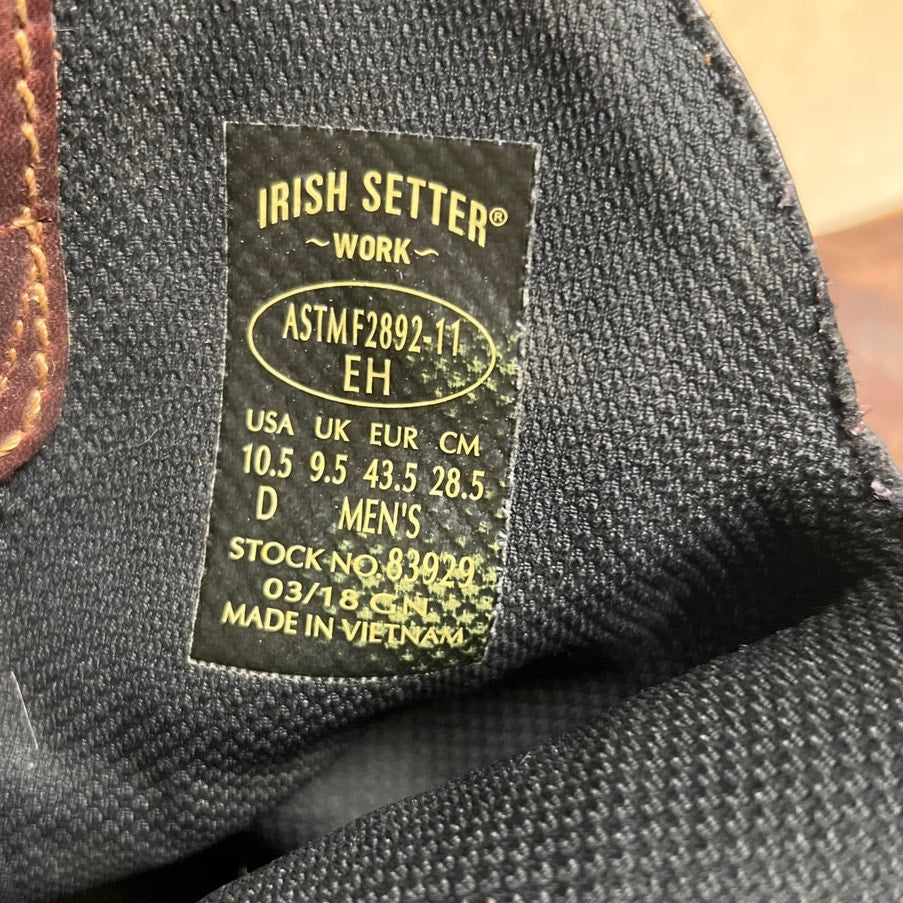 IRISH SETTER®
~WORK~
ASTM F2892-11
EH
USA UK EUR CM
10.5 9.5 43.5 28.5
D MEN'S
STOCK NO. 83929
03/18 G.N.
MADE IN VIETNAM